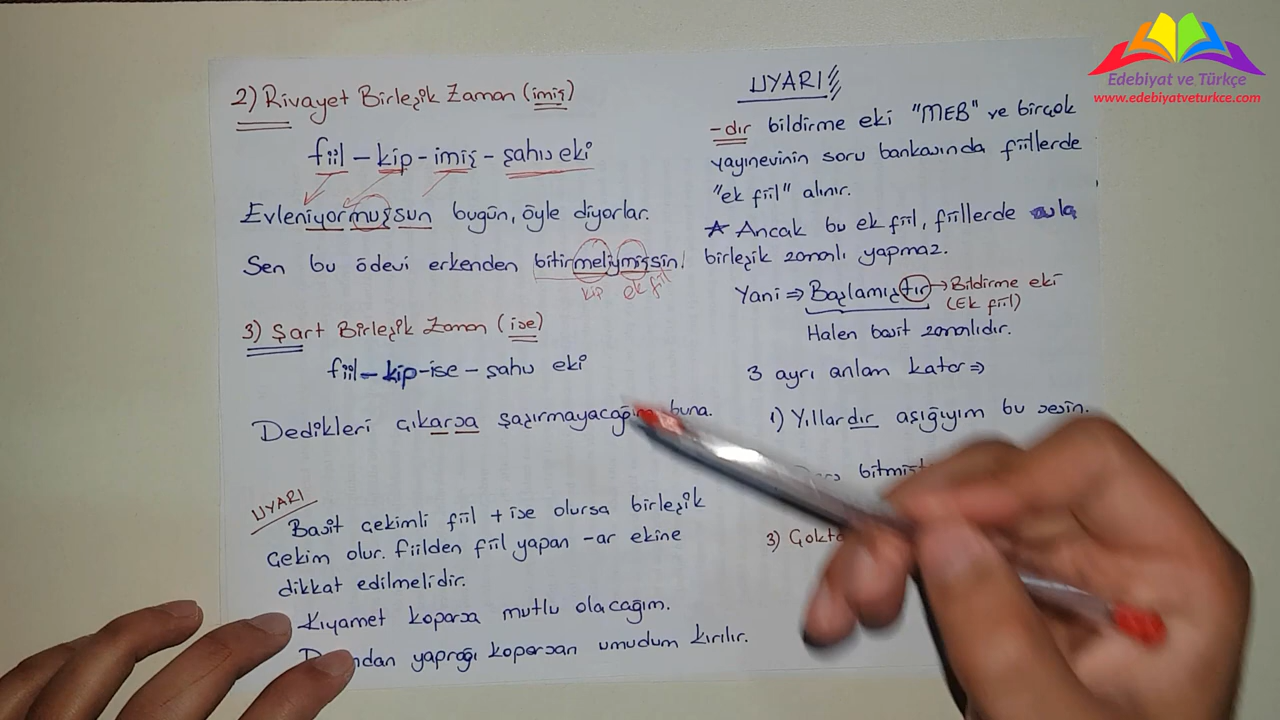 2) Rivayet Birleşik Zaman (imiş)
fiil - kip - imiş - şahıs eki
Evleniyormuşsun bugün, öyle diyorlar.
Sen bu ödevi erkenden bitirmeliymişsin!
kip ek fiil
3) Şart Birleşik Zaman (ise)
fiil - kip - ise - şahıs eki
Dedikleri çıkarsa şaşırmayacağım buna.
UYARI
Basit çekimli fiil + ise olursa birleşik
çekim olur. Fiilden fiil yapan -ar ekine
dikkat edilmelidir.
Kıyamet koparsa mutlu olacağım.
yaprağı koparsan umudum kırılır.
UYARI
-dır bildirme eki "MEB" ve birçok
yayınevinin soru bankasında fiillerde
"ek fiil" alınır.
Ancak bu ek fiil, fiillerde
birleşik zamanlı yapmaz.
Yani ⇒ Başlamıştır → Bildirme eki
(Ek fiil)
Halen basit zamanlıdır.
3 ayrı anlam katar ⇒
1) Yıllardır aşığıyım bu sesin.
3)
Edebiyat ve Türkçe
www.edebiyatveturkce.com